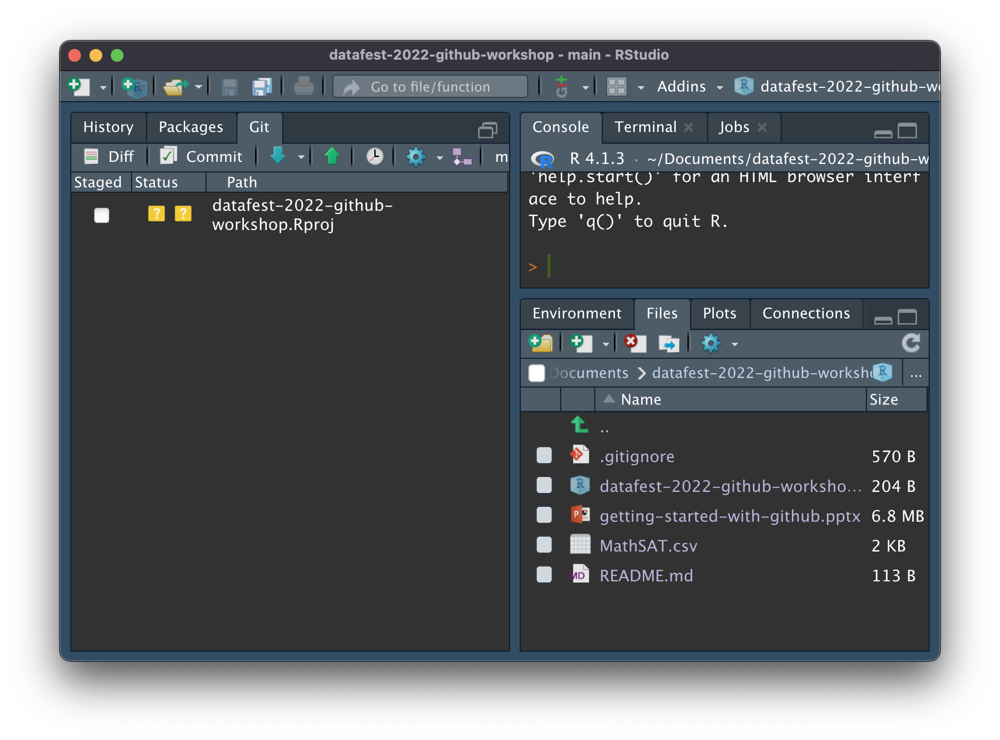 datafest-2022-github-workshop - main - RStudio
Go to file/function
Addins
datafest-2022-github-wo
History Packages Git
Diff Commit m
Staged Status Path
datafest-2022-github-
workshop.Rproj
Console Terminal Jobs
R 4.1.3 · ~/Documents/datafest-2022-github-w
'help.start()' for an HTML browser interf
ace to help.
Type 'q()' to quit R.
>
Environment Files Plots Connections
Documents datafest-2022-github-worksho
...
Name Size
..
.gitignore 570 B
datafest-2022-github-worksho... 204 B
getting-started-with-github.pptx 6.8 MB
MathSAT.csv 2 KB
README.md 113 B